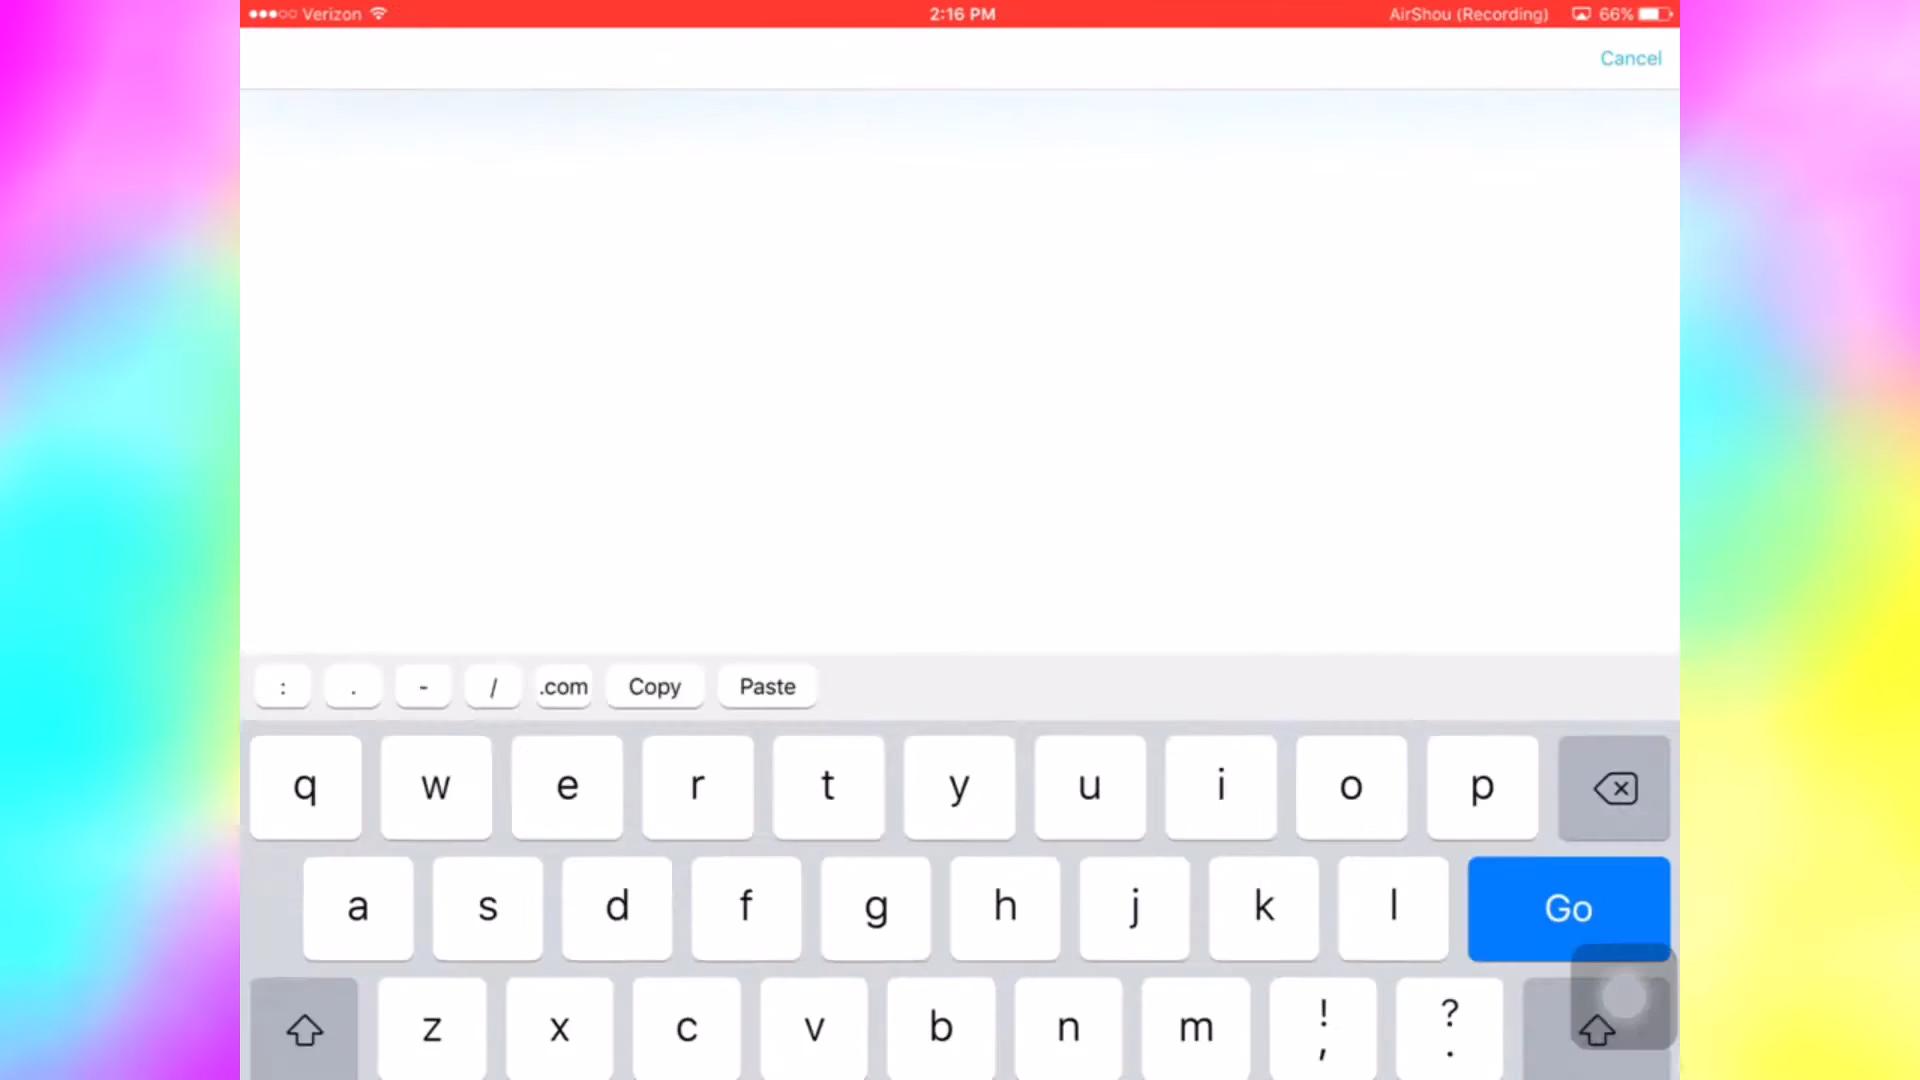 Verizon 2:16 PM AirShou (Recording) 66%
Cancel
: . - / .com Copy Paste
q w e r t y u i o p
a s d f g h j k l Go
z x c v b n m ! ?
, .